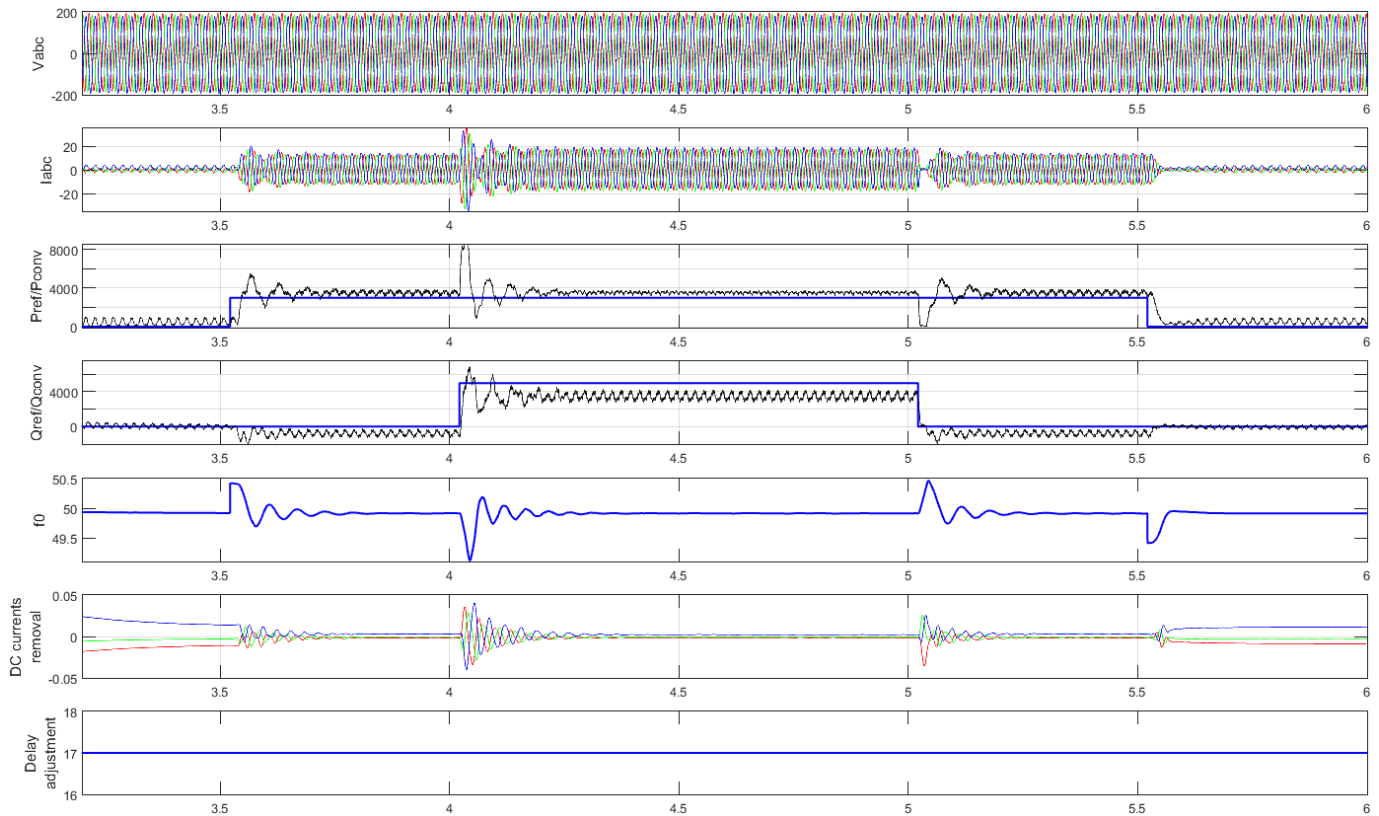 200
0
-200
Vabc
3.5 4 4.5 5 5.5 6
20
0
-20
Iabc
3.5 4 4.5 5 5.5 6
8000
4000
0
Pref/Pconv
3.5 4 4.5 5 5.5 6
4000
0
Qref/Qconv
3.5 4 4.5 5 5.5 6
50.5
50
49.5
f0
3.5 4 4.5 5 5.5 6
0.05
0
-0.05
DC currents
removal
3.5 4 4.5 5 5.5 6
18
17
16
Delay
adjustment
3.5 4 4.5 5 5.5 6